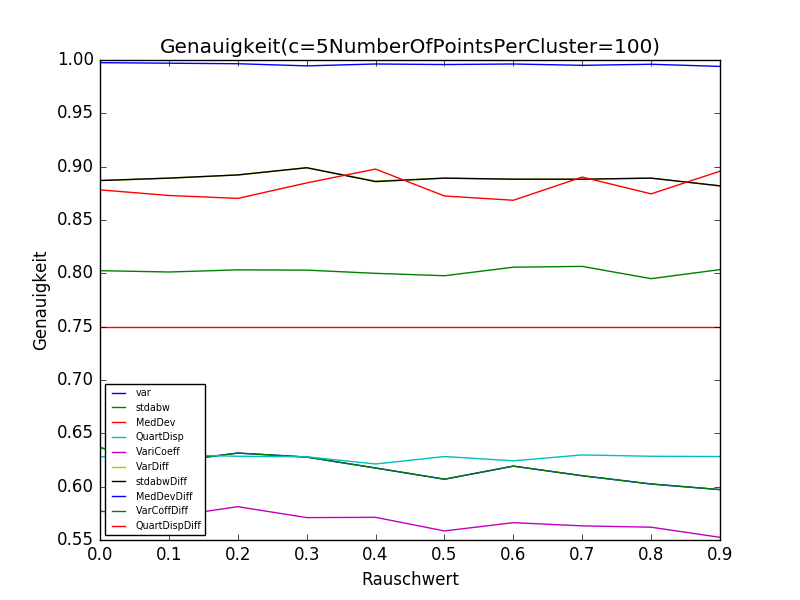 Genauigkeit(c=5NumberOfPointsPerCluster=100)
1.00
0.95
0.90
0.85
0.80
0.75
0.70
0.65
0.60
0.55
Genauigkeit
var
stdabw
MedDev
QuartDisp
VariCoeff
VarDiff
stdabwDiff
MedDevDiff
VarCoffDiff
QuartDispDiff
0.0 0.1 0.2 0.3 0.4 0.5 0.6 0.7 0.8 0.9
Rauschwert